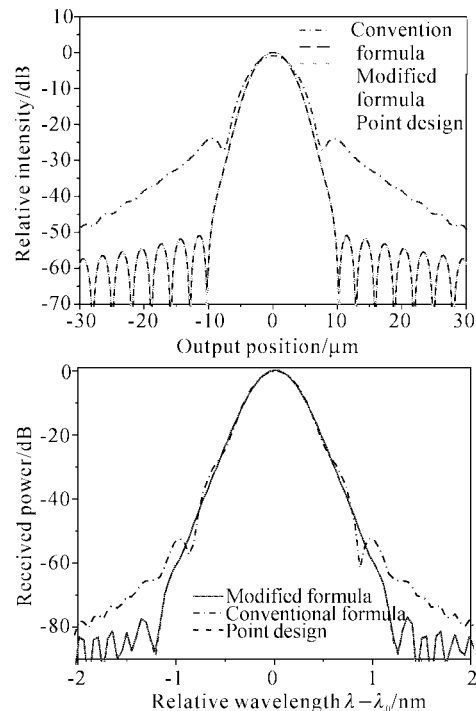 10
0
-10
-20
-30
-40
-50
-60
-70
Relative intensity/dB
Convention
formula
Modified
formula
Point design
-30 -20 -10 0 10 20 30
Output position/μm
0
-20
-40
-60
-80
Received power/dB
Modified formula
Conventional formula
Point design
-2 -1 0 1 2
Relative wavelength λ-λ₀/nm